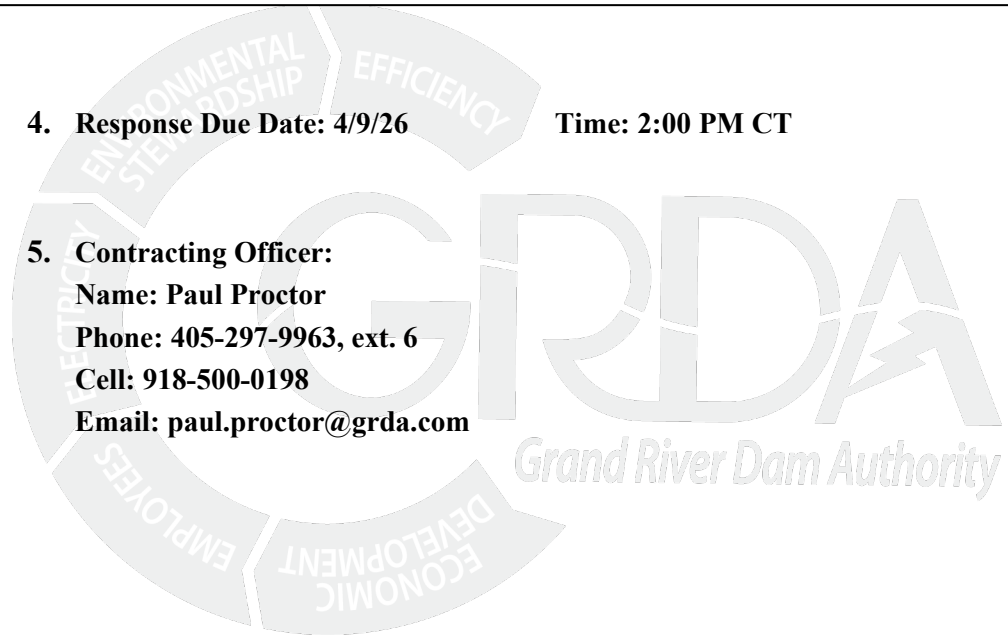 4. Response Due Date: 4/9/26 Time: 2:00 PM CT
5. Contracting Officer:
Name: Paul Proctor
Phone: 405-297-9963, ext. 6
Cell: 918-500-0198
Email: paul.proctor@grda.com
ENVIRONMENTAL
STEWARDSHIP
EFFICIENCY
ELECTRICITY
EMPLOYEES
ECONOMIC
DEVELOPMENT
GRDA
Grand River Dam Authority